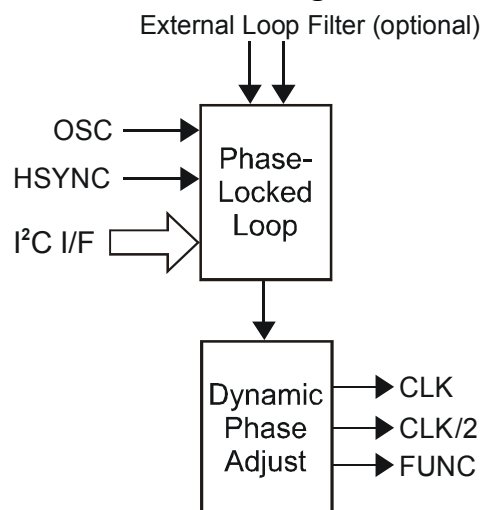 External Loop Filter (optional)
OSC
HSYNC
I²C I/F
Phase-
Locked
Loop
Dynamic
Phase
Adjust
CLK
CLK/2
FUNC